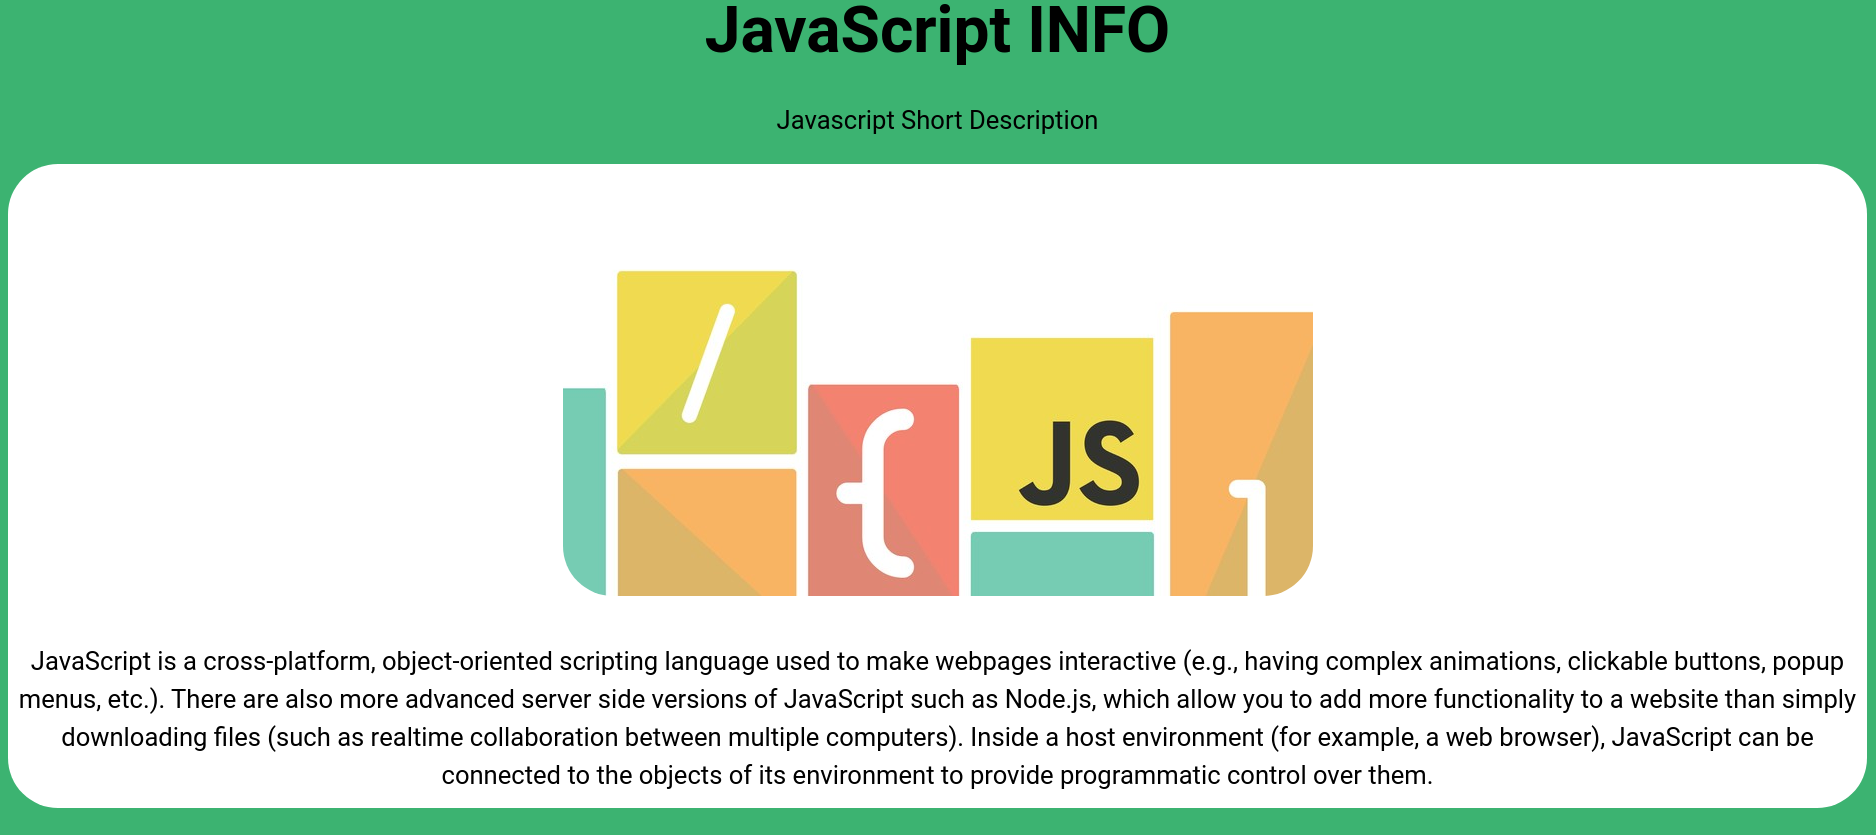 JavaScript INFO
Javascript Short Description
/
{
JS
JavaScript is a cross-platform, object-oriented scripting language used to make webpages interactive (e.g., having complex animations, clickable buttons, popup
menus, etc.). There are also more advanced server side versions of JavaScript such as Node.js, which allow you to add more functionality to a website than simply
downloading files (such as realtime collaboration between multiple computers). Inside a host environment (for example, a web browser), JavaScript can be
connected to the objects of its environment to provide programmatic control over them.